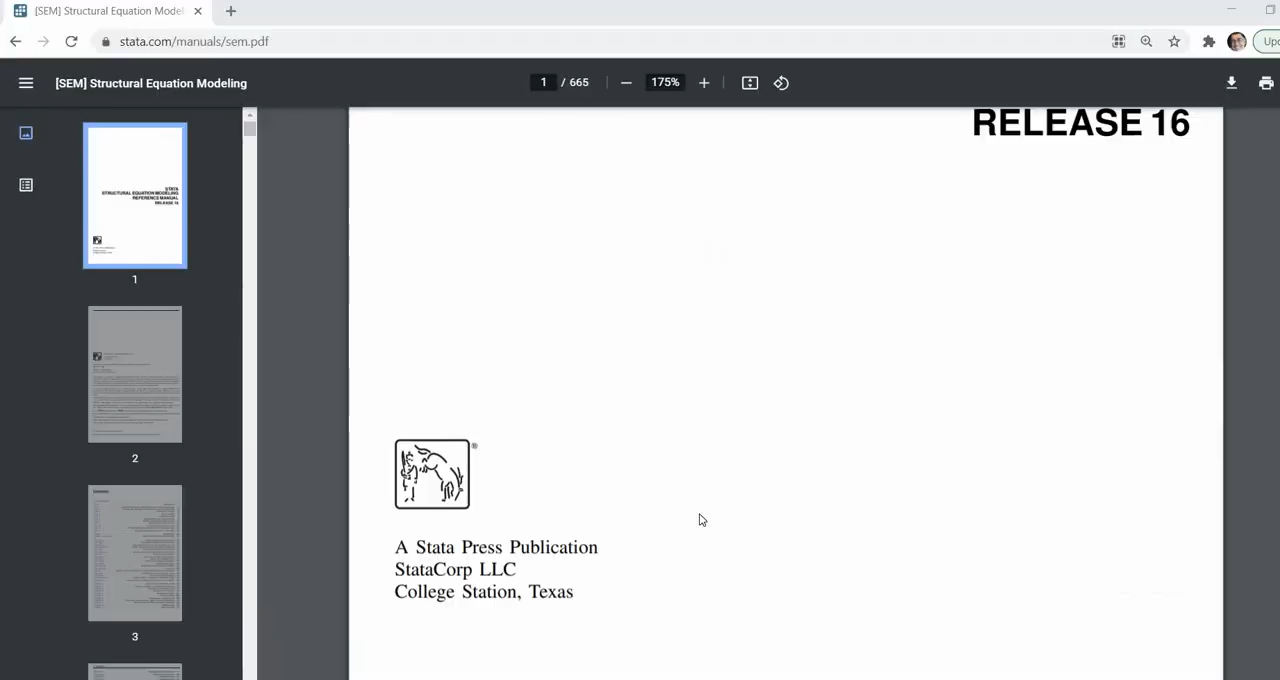 [SEM] Structural Equation Model
stata.com/manuals/sem.pdf
[SEM] Structural Equation Modeling
1 / 665
175%
RELEASE 16
STATA
STRUCTURAL EQUATION MODELING
REFERENCE MANUAL
RELEASE 16
1
2
3
®
A Stata Press Publication
StataCorp LLC
College Station, Texas